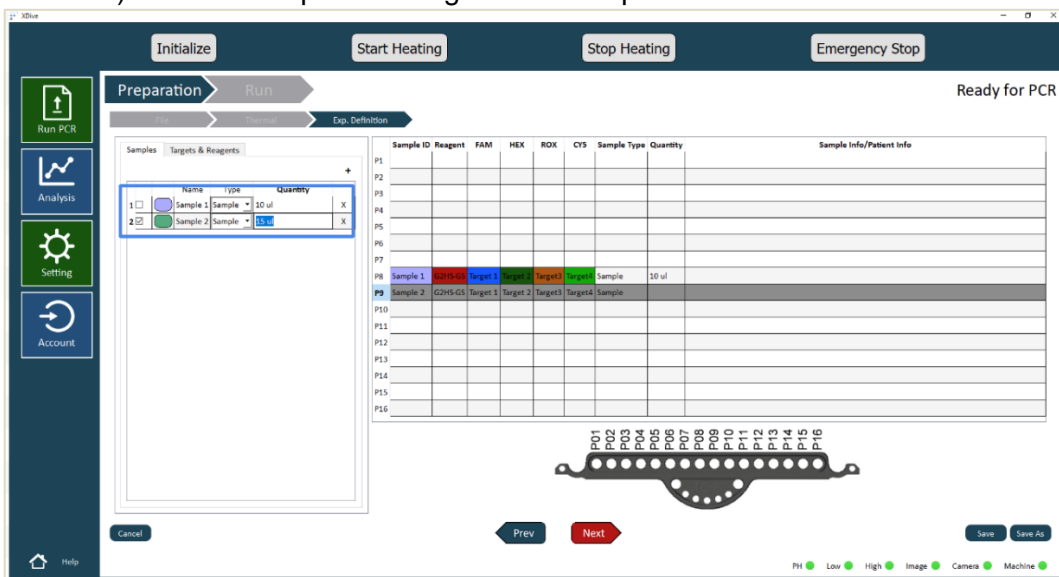 XDive
Initialize Start Heating Stop Heating Emergency Stop
Preparation Run Ready for PCR
File Thermal Exp. Definition
Run PCR
Analysis
Setting
Account
Help
Samples Targets & Reagents
+
Name Type Quantity
1 Sample 1 Sample 10 ul X
2 Sample 2 Sample 15 ul X
Sample ID Reagent FAM HEX ROX CY5 Sample Type Quantity Sample Info/Patient Info
P1
P2
P3
P4
P5
P6
P7
P8 Sample 1 G2HS-GS Target 1 Target 2 Target3 Target4 Sample 10 ul
P9 Sample 2 G2HS-GS Target 1 Target 2 Target3 Target4 Sample
P10
P11
P12
P13
P14
P15
P16
P01 P02 P03 P04 P05 P06 P07 P08 P09 P10 P11 P12 P13 P14 P15 P16
Cancel Prev Next Save Save As
PH Low High Image Camera Machine